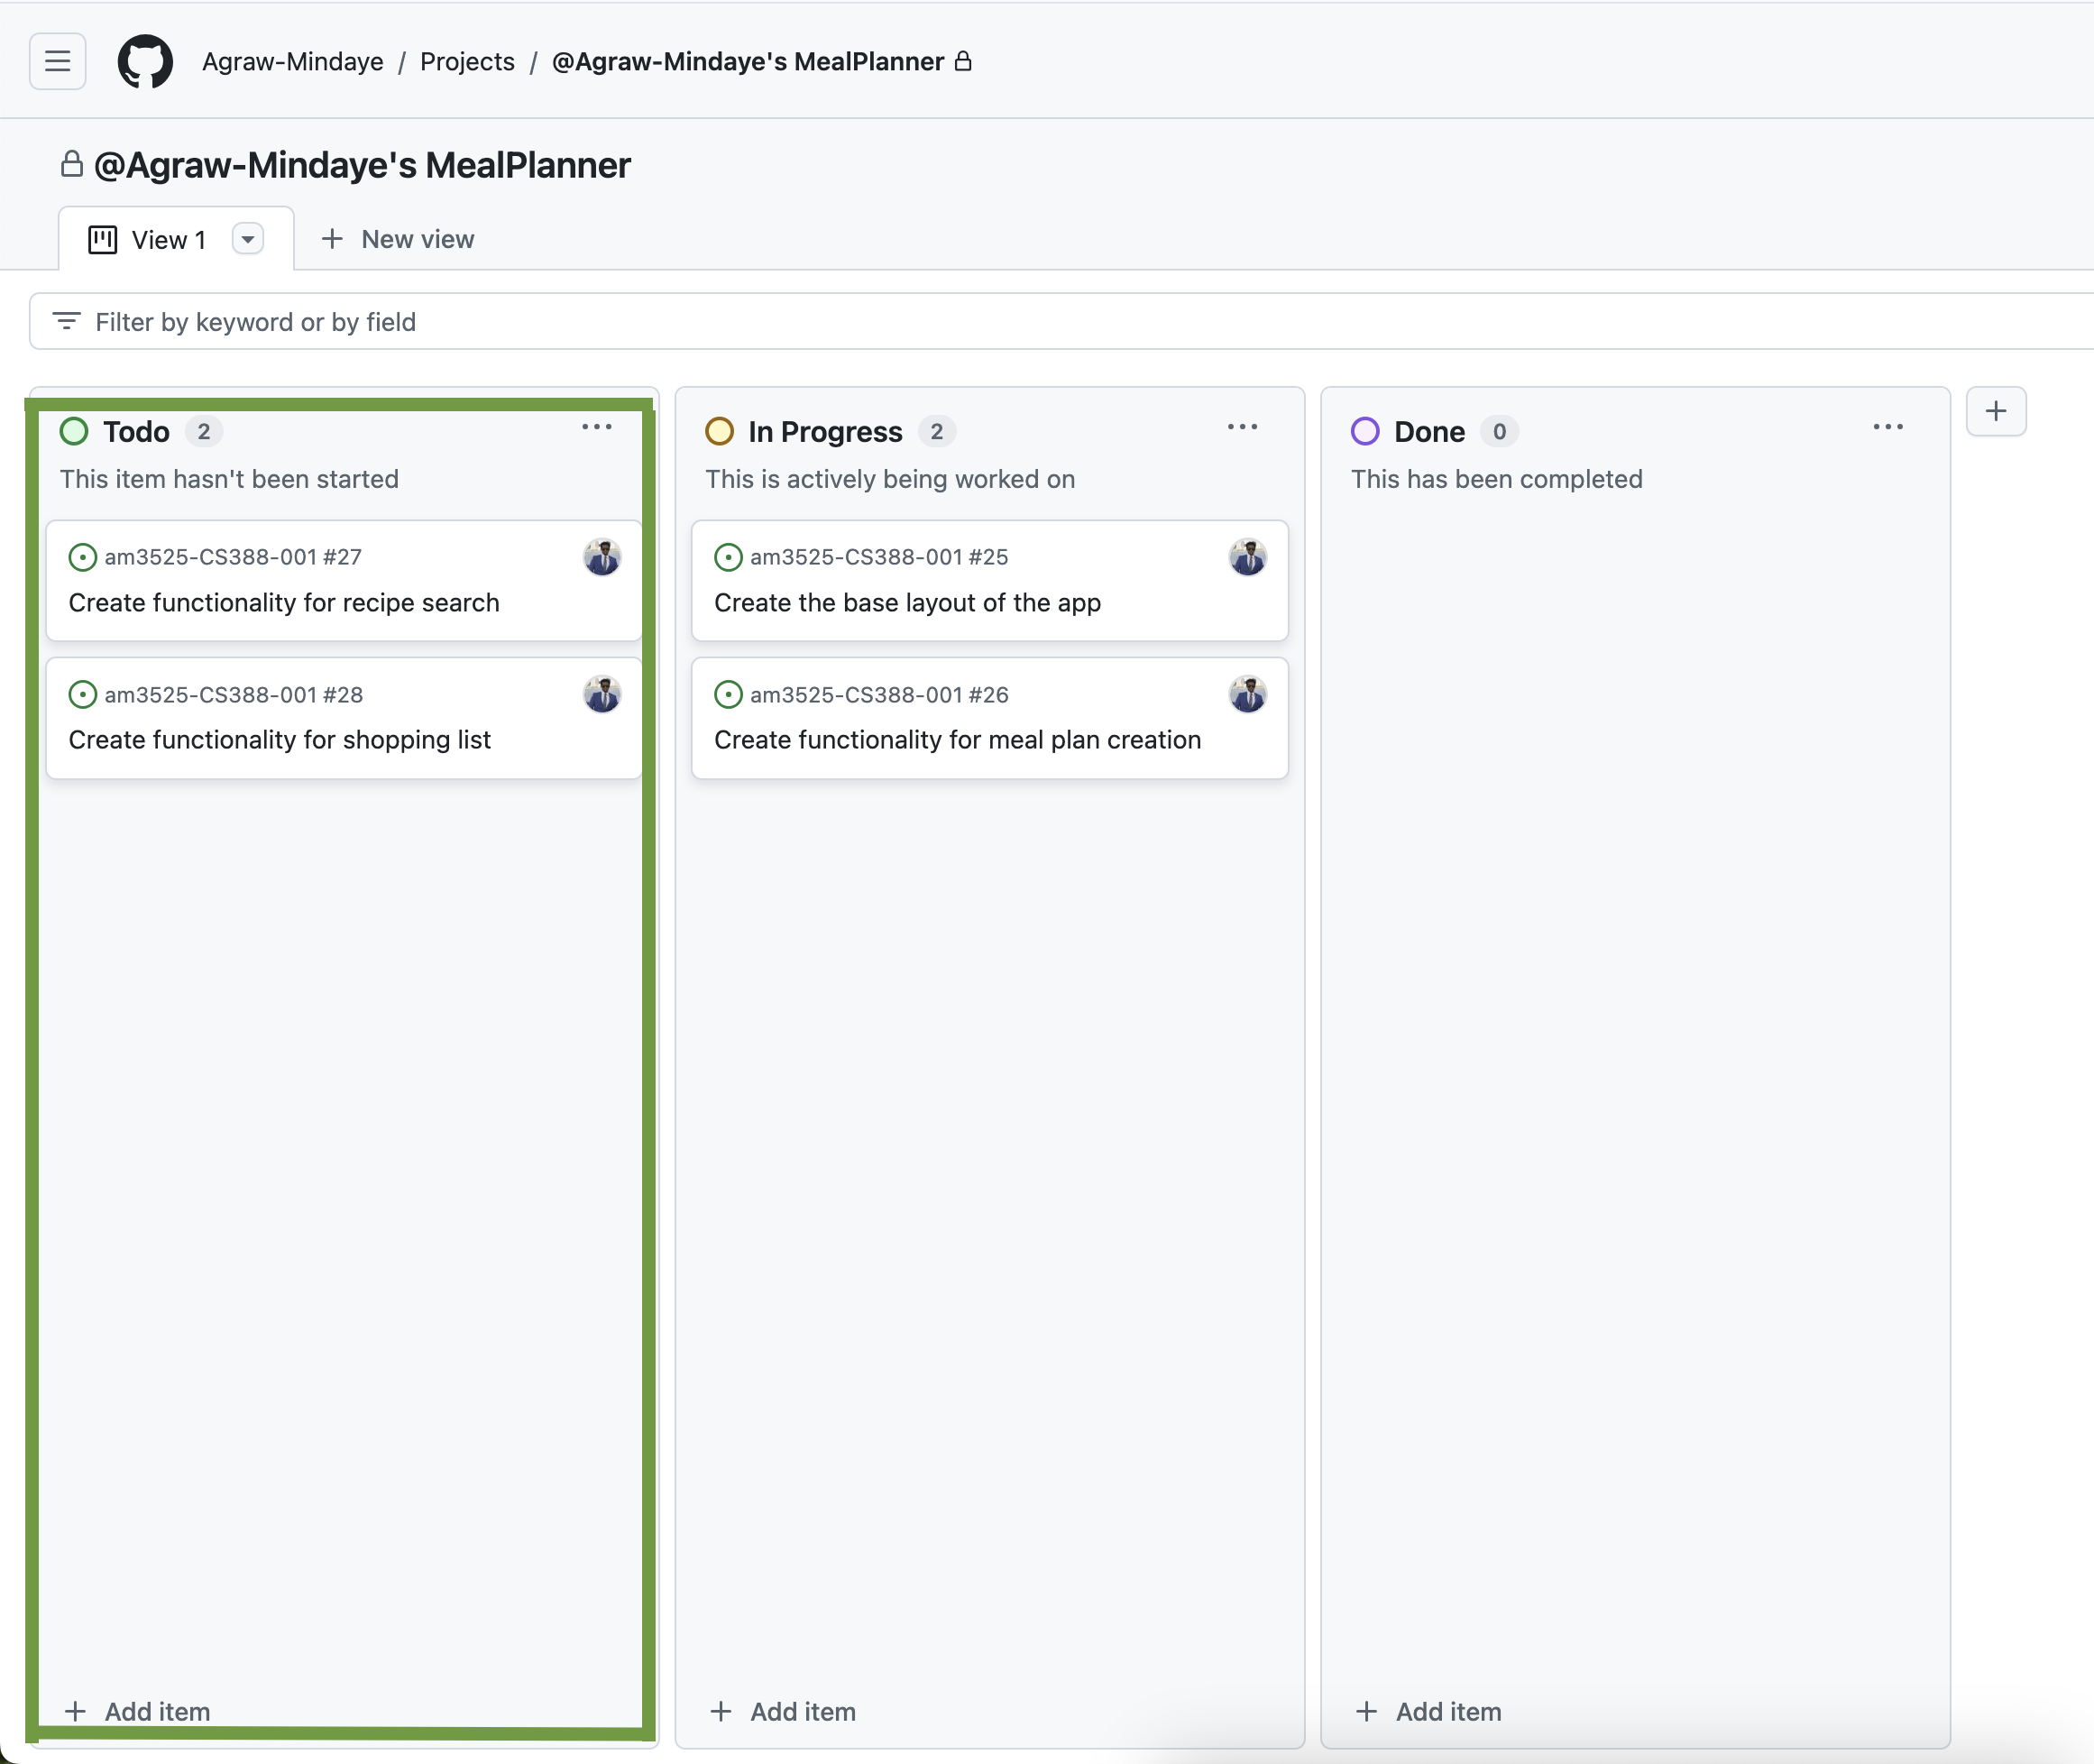 Agraw-Mindaye / Projects / @Agraw-Mindaye's MealPlanner
@Agraw-Mindaye's MealPlanner
View 1
New view
Filter by keyword or by field
Todo 2
This item hasn't been started
am3525-CS388-001 #27
Create functionality for recipe search
am3525-CS388-001 #28
Create functionality for shopping list
Add item
In Progress 2
This is actively being worked on
am3525-CS388-001 #25
Create the base layout of the app
am3525-CS388-001 #26
Create functionality for meal plan creation
Add item
Done 0
This has been completed
Add item